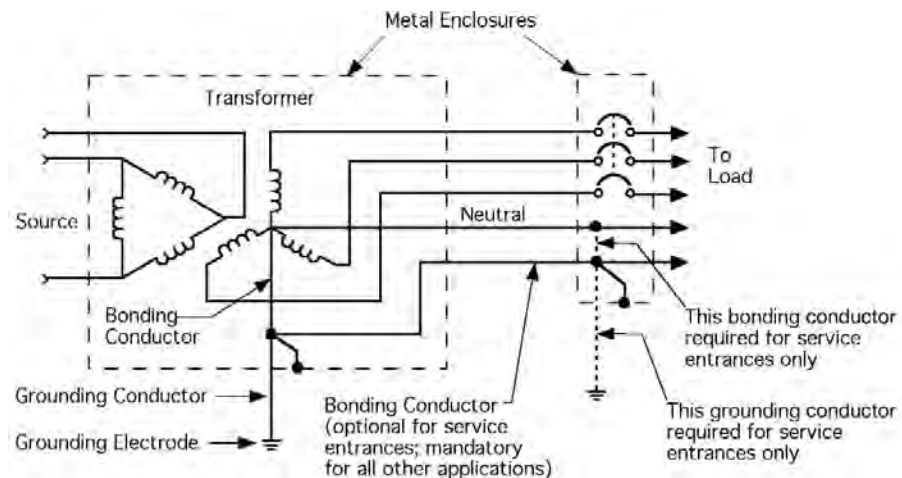 Metal Enclosures
Transformer
To
Load
Source
Neutral
Bonding
Conductor
This bonding conductor
required for service
entrances only
Grounding Conductor
Bonding Conductor
(optional for service
entrances; mandatory
for all other applications)
This grounding conductor
required for service
entrances only
Grounding Electrode